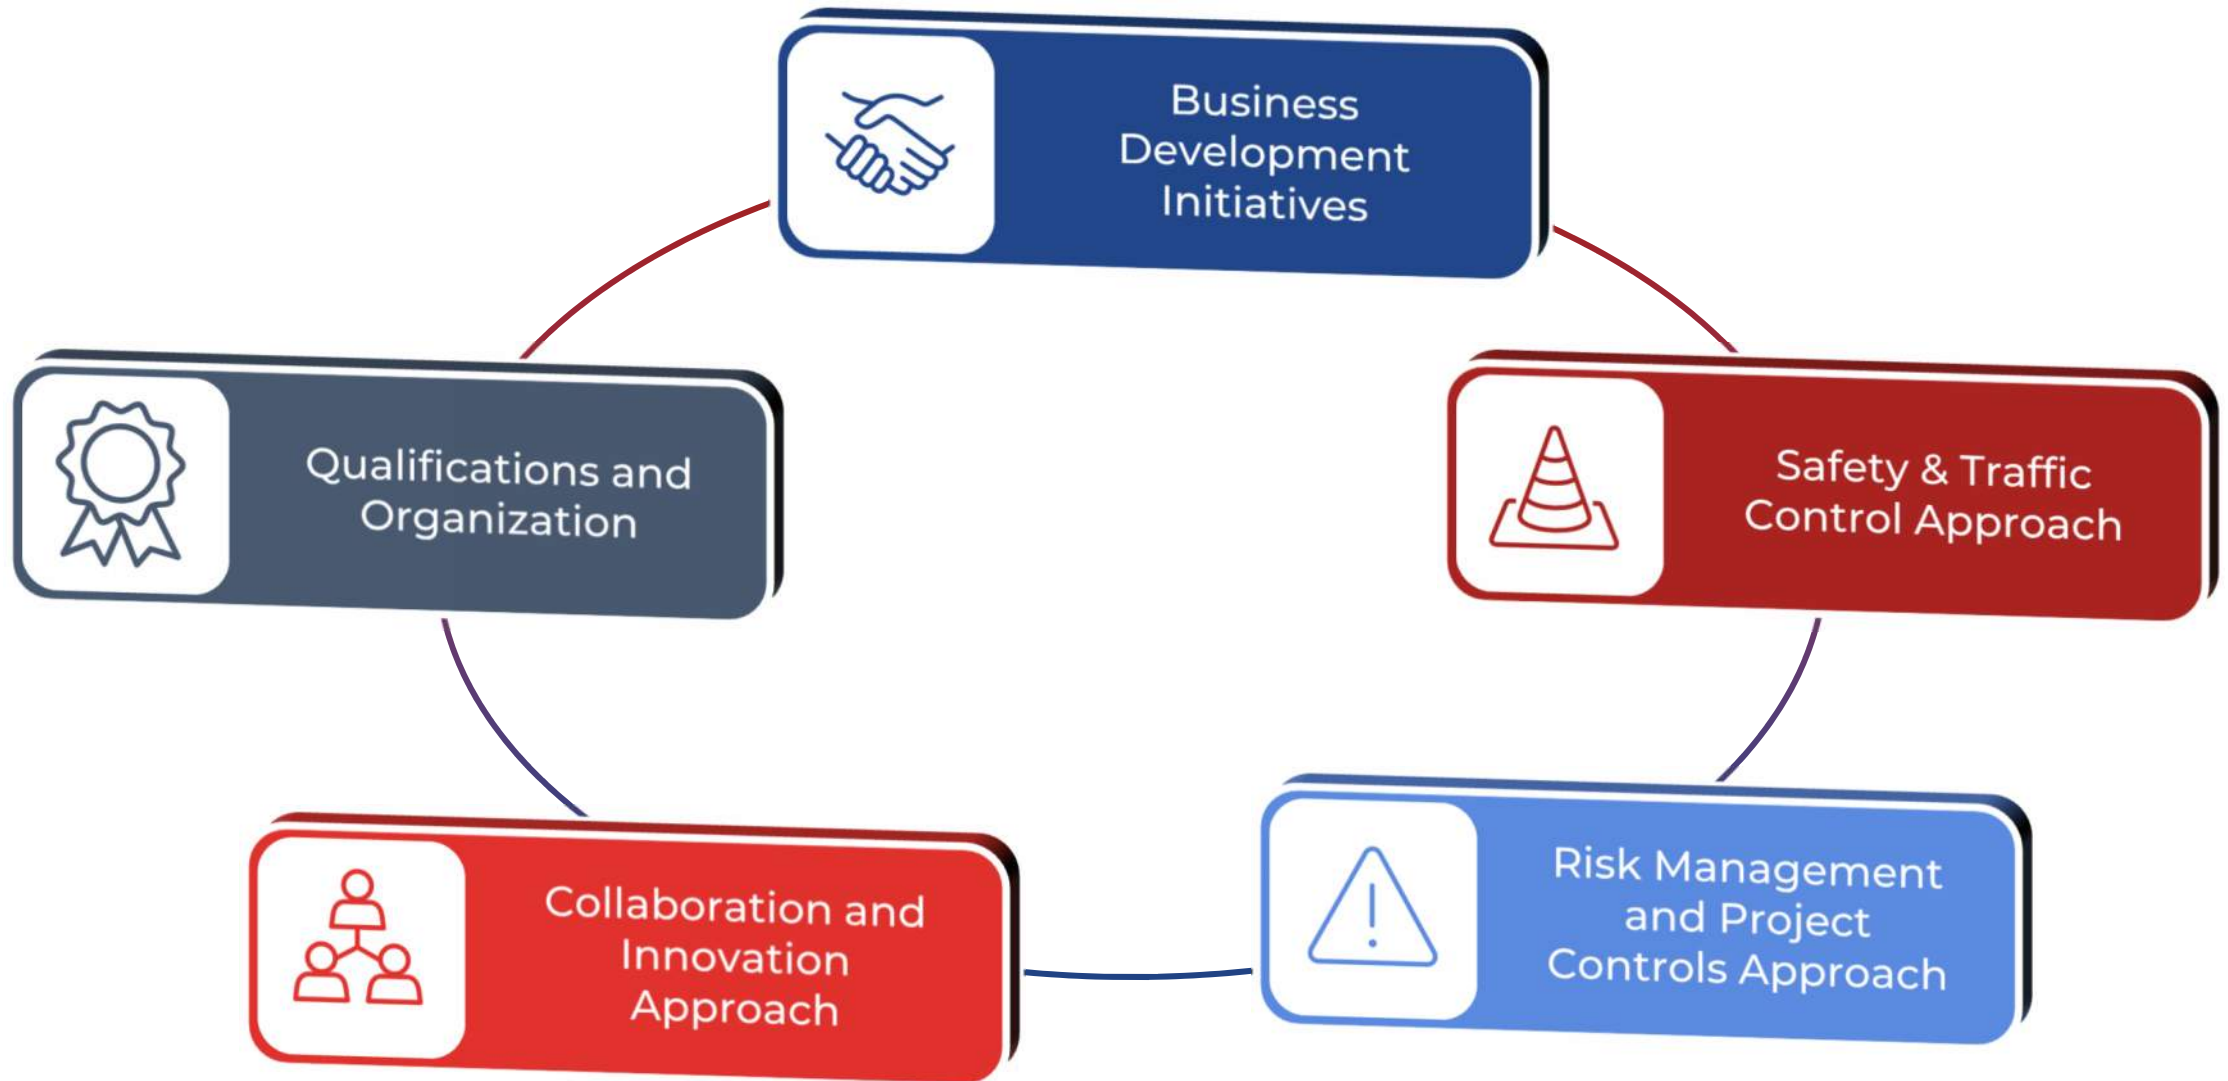 Business
Development
Initiatives
Qualifications and
Organization
Safety & Traffic
Control Approach
Collaboration and
Innovation
Approach
Risk Management
and Project
Controls Approach